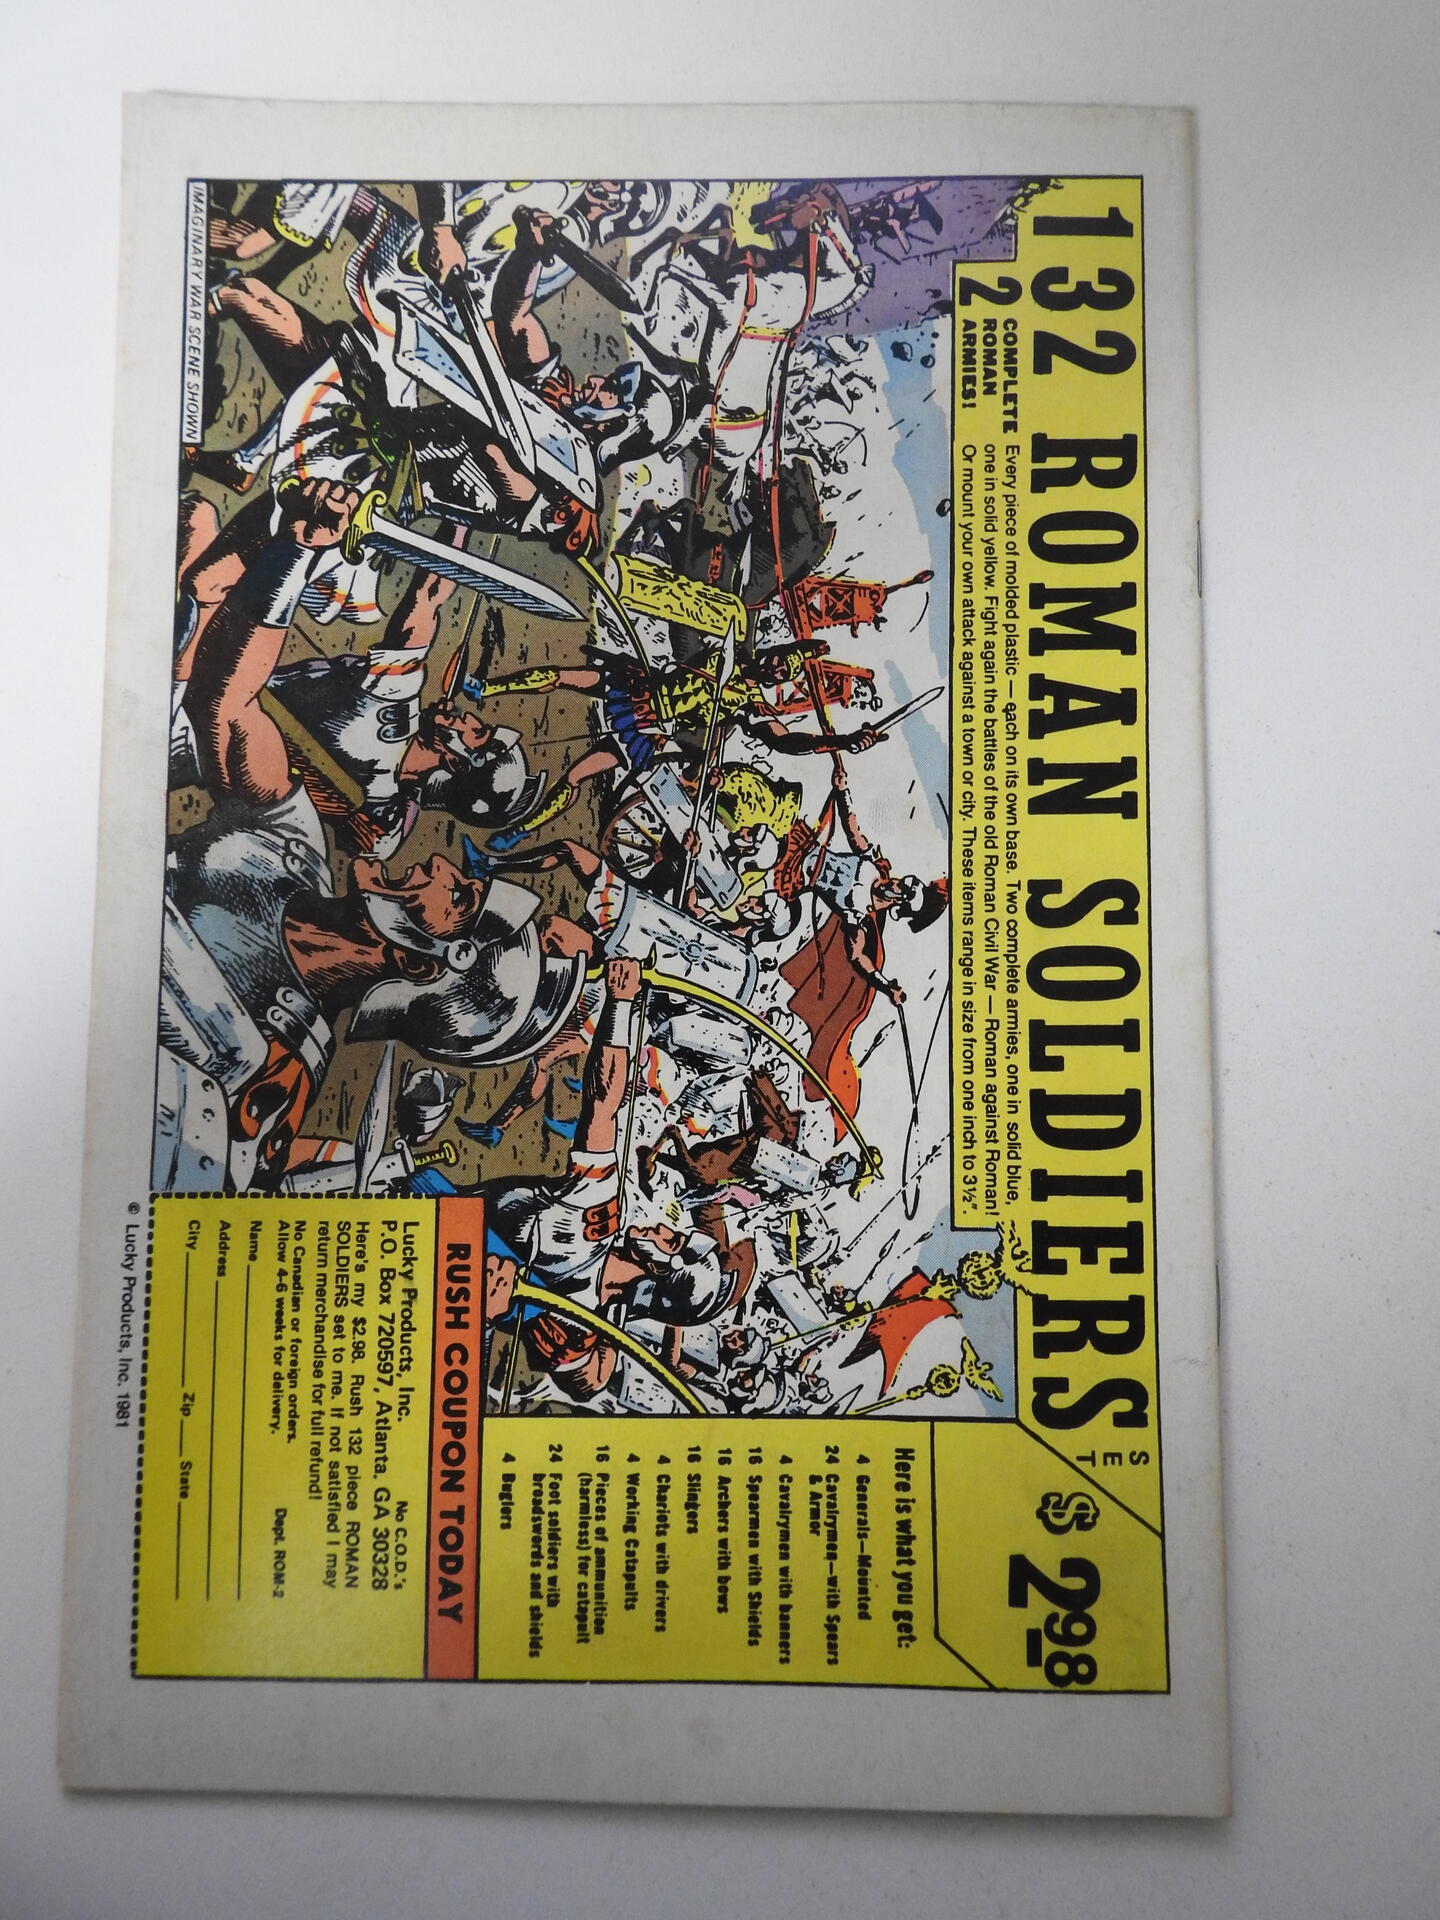 132 ROMAN SOLDIERS SET $2.98
2 COMPLETE
ROMAN
ARMIES!
Every piece of molded plastic — each on its own base. Two complete armies, one in solid blue,
one in solid yellow. Fight again the battles of the old Roman Civil War — Roman against Roman!
Or mount your own attack against a town or city. These items range in size from one inch to 3½".
Here is what you get:
4 Generals—Mounted
24 Cavalrymen—with Spears
& Armor
4 Cavalrymen with banners
16 Spearmen with Shields
16 Archers with bows
16 Slingers
4 Chariots with drivers
4 Working Catapults
16 Pieces of ammunition
(harmless) for catapult
24 Foot soldiers with
broadswords and shields
4 Buglers
RUSH COUPON TODAY
Lucky Products, Inc. No C.O.D.'s
P.O. Box 720597, Atlanta, GA 30328
Here's my $2.98. Rush 132 piece ROMAN
SOLDIERS set to me. If not satisfied I may
return merchandise for full refund!
No Canadian or foreign orders.
Allow 4-6 weeks for delivery. Dept. ROM-2
Name
Address
City Zip State
IMAGINARY WAR SCENE SHOWN
© Lucky Products, Inc. 1981